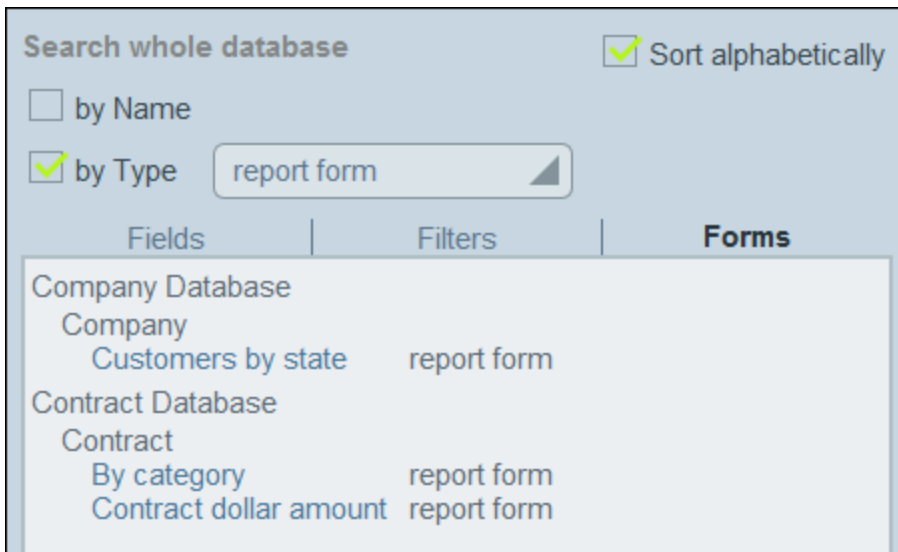 Search whole database
Sort alphabetically
by Name
by Type report form
Fields Filters Forms
Company Database
Company
Customers by state report form
Contract Database
Contract
By category report form
Contract dollar amount report form